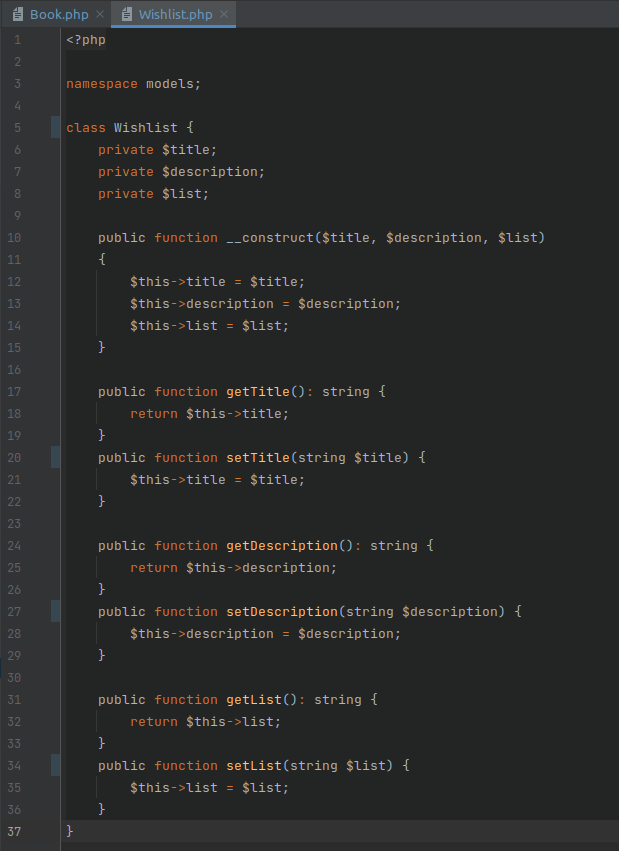 Book.php × Wishlist.php ×
1 <?php
2
3 namespace models;
4
5 class Wishlist {
6     private $title;
7     private $description;
8     private $list;
9
10     public function __construct($title, $description, $list)
11     {
12         $this->title = $title;
13         $this->description = $description;
14         $this->list = $list;
15     }
16
17     public function getTitle(): string {
18         return $this->title;
19     }
20     public function setTitle(string $title) {
21         $this->title = $title;
22     }
23
24     public function getDescription(): string {
25         return $this->description;
26     }
27     public function setDescription(string $description) {
28         $this->description = $description;
29     }
30
31     public function getList(): string {
32         return $this->list;
33     }
34     public function setList(string $list) {
35         $this->list = $list;
36     }
37 }